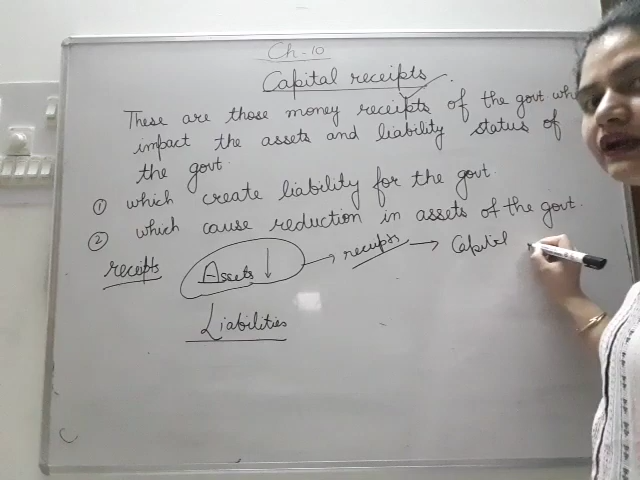 Ch-10
Capital receipts
These are those money receipts of the govt wh
impact the assets and liability status of
the govt.
① which create liability for the govt.
② which cause reduction in assets of the govt.
receipts Assets ↓ → receipts → Capital
Liabilities